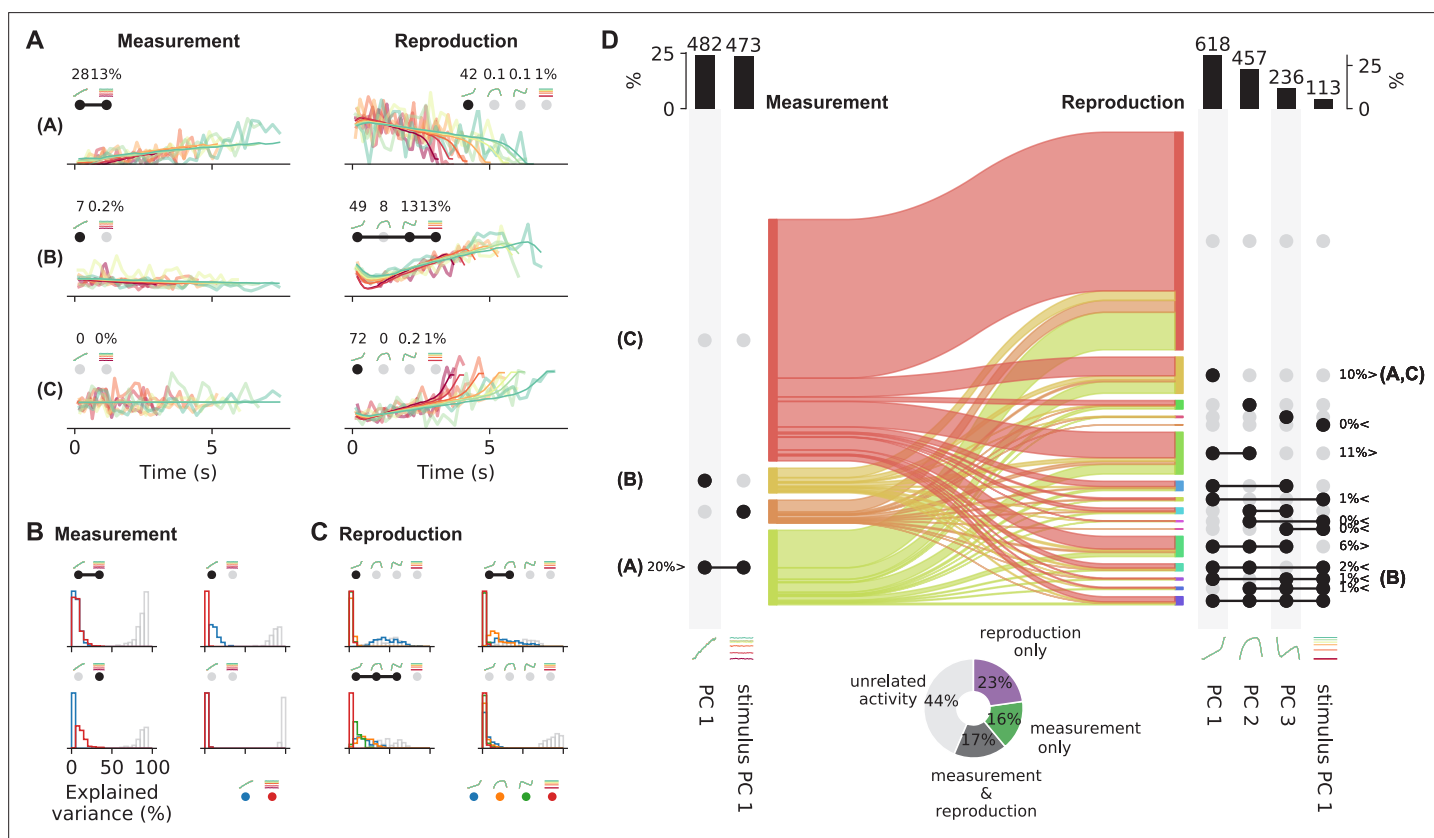 A
Measurement
Reproduction
28 13%
42 0.1 0.1 1%
(A)
7 0.2%
49 8 13 13%
(B)
0 0%
72 0 0.2 1%
(C)
0 5
0 5
Time (s)
Time (s)
B Measurement
C Reproduction
0 50 100
Explained
variance (%)
D
25
0
%
482 473
Measurement
Reproduction
618 457 236 113
25
0
%
(C)
(B)
(A) 20%>
10%> (A,C)
0%<
11%>
1%<
0%<
0%<
6%>
2%<
1%< (B)
1%<
PC 1
stimulus PC 1
PC 1
PC 2
PC 3
stimulus PC 1
reproduction
only
unrelated
activity
44%
23%
16%
17%
measurement
only
measurement
&
reproduction